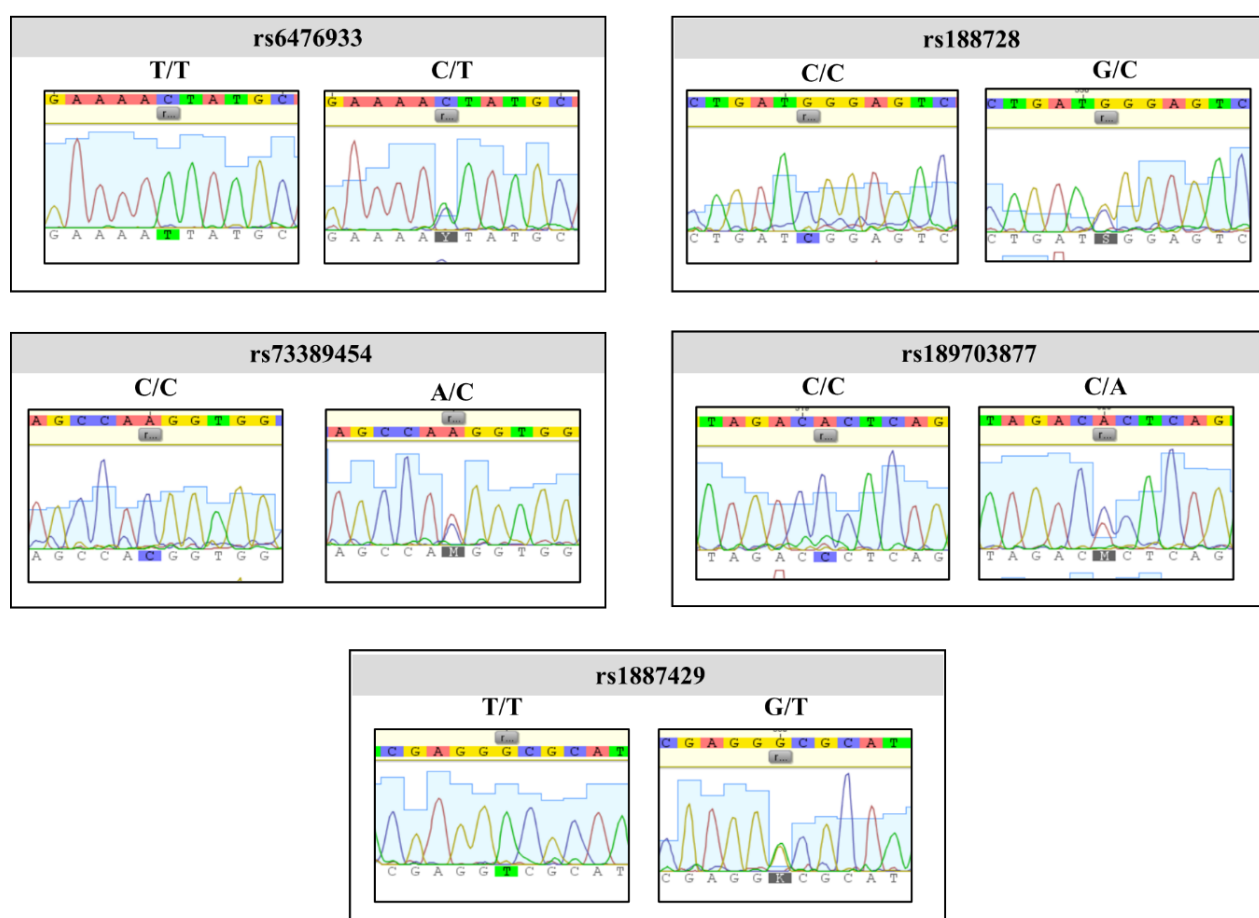 rs6476933
T/T C/T
G A A A A C T A T G C
G A A A A C T A T G C
r...
r...
G A A A A T T A T G C
G A A A A Y T A T G C
rs188728
C/C G/C
C T G A T G G G A G T C
C T G A T G G G A G T C
r...
r...
C T G A T C G G A G T C
C T G A T S G G A G T C
rs73389454
C/C A/C
A G C C A A G G T G G
A G C C A A G G T G G
r...
r...
A G C C A C G G T G G
A G C C A M G G T G G
rs189703877
C/C C/A
T A G A C A C T C A G
T A G A C A C T C A G
r...
r...
T A G A C C C T C A G
T A G A C M C T C A G
rs1887429
T/T G/T
r...
C G A G G G C G C A T
C G A G G G C G C A T
r...
C G A G G T C G C A T
C G A G G K C G C A T